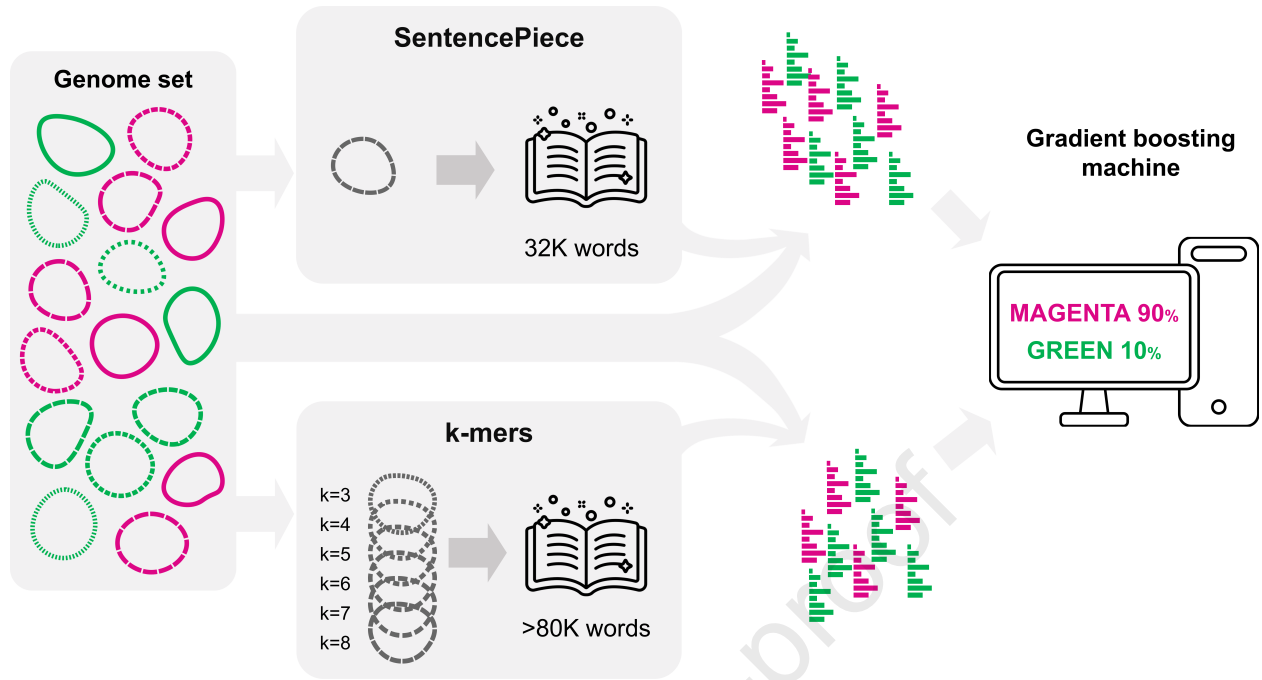 Genome set
SentencePiece
32K words
k-mers
k=3
k=4
k=5
k=6
k=7
k=8
>80K words
Gradient boosting
machine
MAGENTA 90%
GREEN 10%
proof